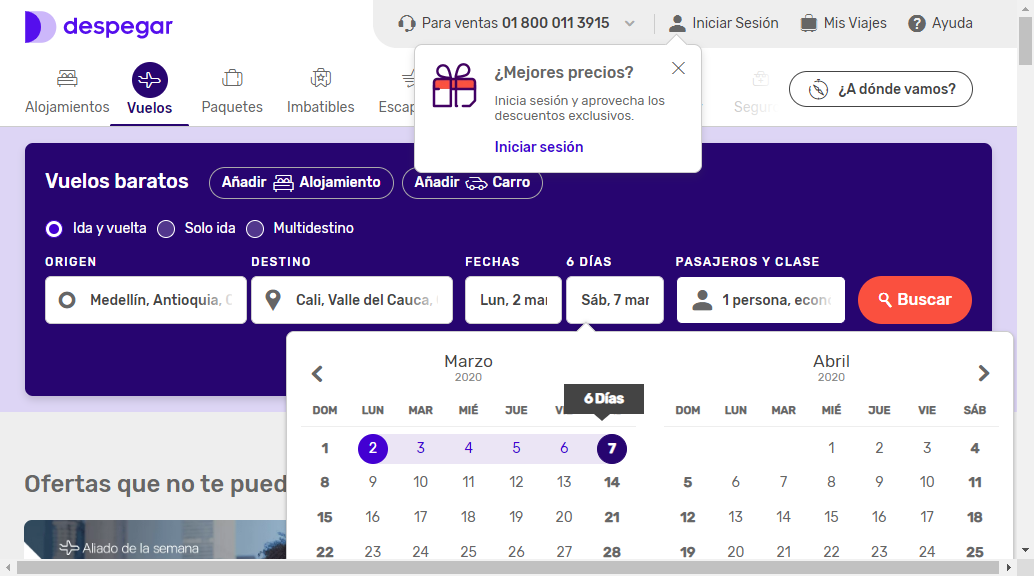 despegar
Para ventas 01 800 011 3915
Iniciar Sesión
Mis Viajes
Ayuda
Alojamientos
Vuelos
Paquetes
Imbatibles
¿A dónde vamos?
¿Mejores precios?
Inicia sesión y aprovecha los
descuentos exclusivos.
Iniciar sesión
Vuelos baratos
Añadir Alojamiento
Añadir Carro
Ida y vuelta
Solo ida
Multidestino
ORIGEN
DESTINO
FECHAS
6 DÍAS
PASAJEROS Y CLASE
Medellín, Antioquia,
Cali, Valle del Cauca,
Lun, 2 mar
Sáb, 7 mar
1 persona,
Buscar
Marzo
2020
Abril
2020
6 Días
DOM LUN MAR MIÉ JUE
DOM LUN MAR MIÉ JUE VIE SÁB
1 2 3 4 5 6 7
1 2 3 4
8 9 10 11 12 13 14
5 6 7 8 9 10 11
15 16 17 18 19 20 21
12 13 14 15 16 17 18
22 23 24 25 26 27 28
19 20 21 22 23 24 25
Ofertas que no te
Aliado de la semana